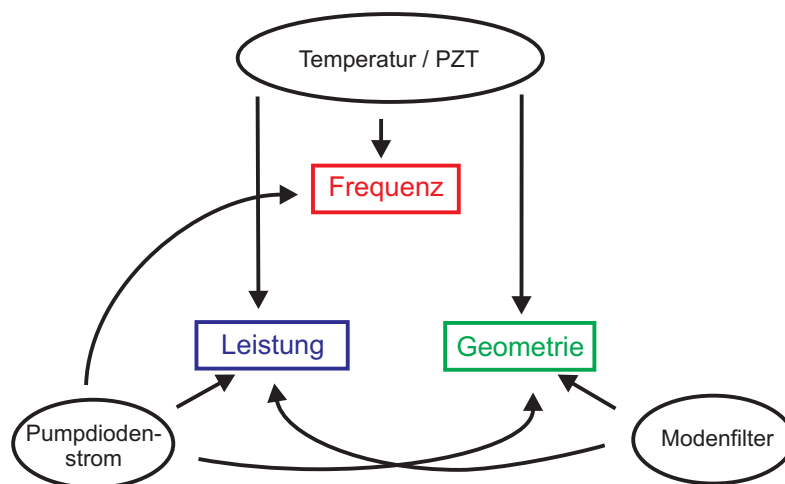 Temperatur / PZT
Frequenz
Leistung
Geometrie
Pumpdioden-
strom
Modenfilter